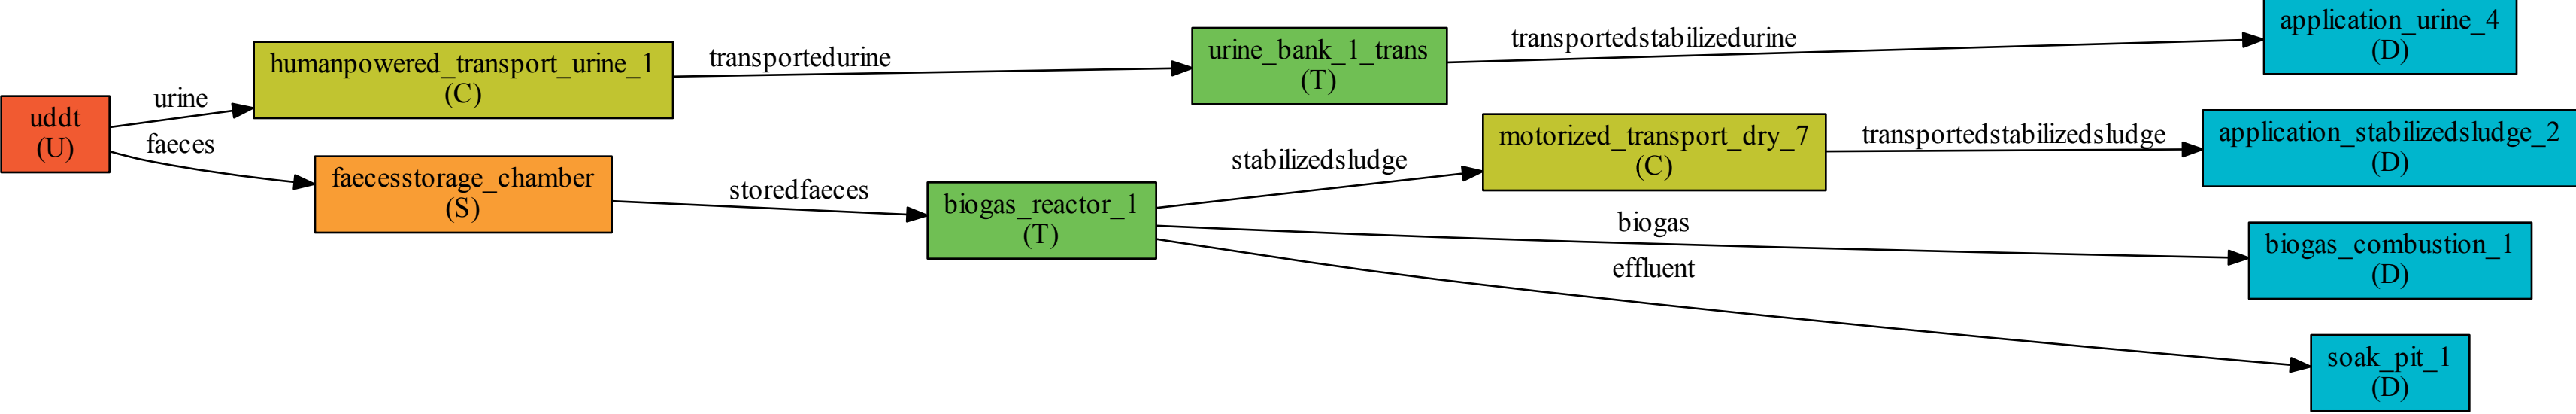 application_urine_4
(D)
transportedstabilizedurine
urine_bank_1_trans
(T)
transportedurine
humanpowered_transport_urine_1
(C)
urine
uddt
(U)
faeces
faecesstorage_chamber
(S)
storedfaeces
biogas_reactor_1
(T)
stabilizedsludge
motorized_transport_dry_7
(C)
transportedstabilizedsludge
application_stabilizedsludge_2
(D)
biogas
biogas_combustion_1
(D)
effluent
soak_pit_1
(D)